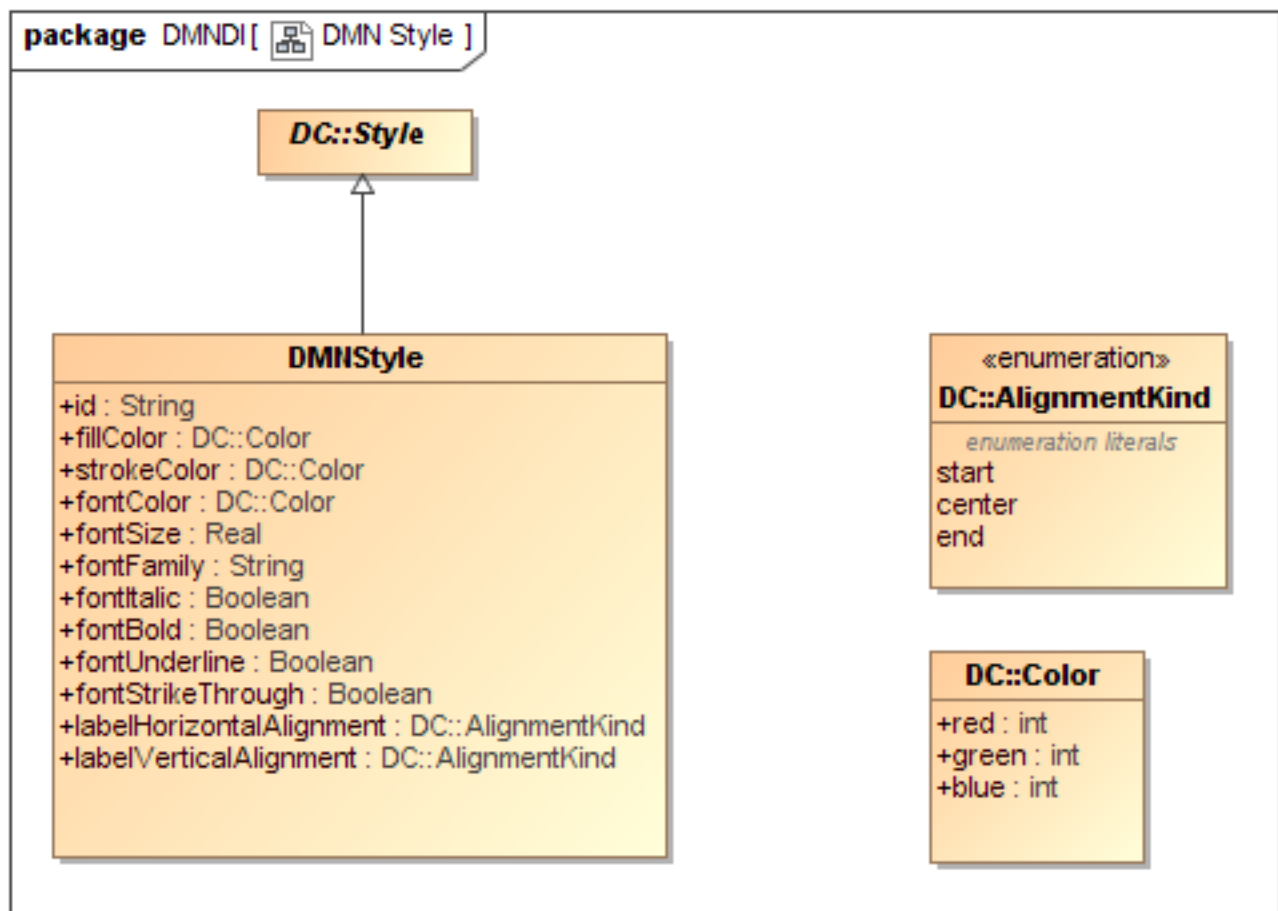 package DMNDI[ DMN Style ]
DC::Style
DMNStyle
+id : String
+fillColor : DC::Color
+strokeColor : DC::Color
+fontColor : DC::Color
+fontSize : Real
+fontFamily : String
+fontItalic : Boolean
+fontBold : Boolean
+fontUnderline : Boolean
+fontStrikeThrough : Boolean
+labelHorizontalAlignment : DC::AlignmentKind
+labelVerticalAlignment : DC::AlignmentKind
«enumeration»
DC::AlignmentKind
enumeration literals
start
center
end
DC::Color
+red : int
+green : int
+blue : int